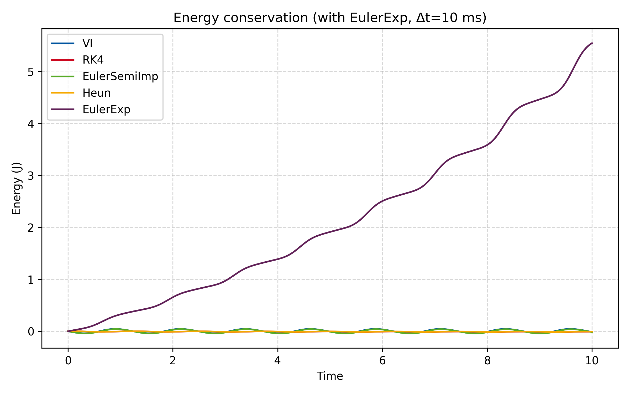 Energy conservation (with EulerExp, Δt=10 ms)
VI
RK4
EulerSemiImp
Heun
EulerExp
Energy (J)
5
4
3
2
1
0
0 2 4 6 8 10
Time